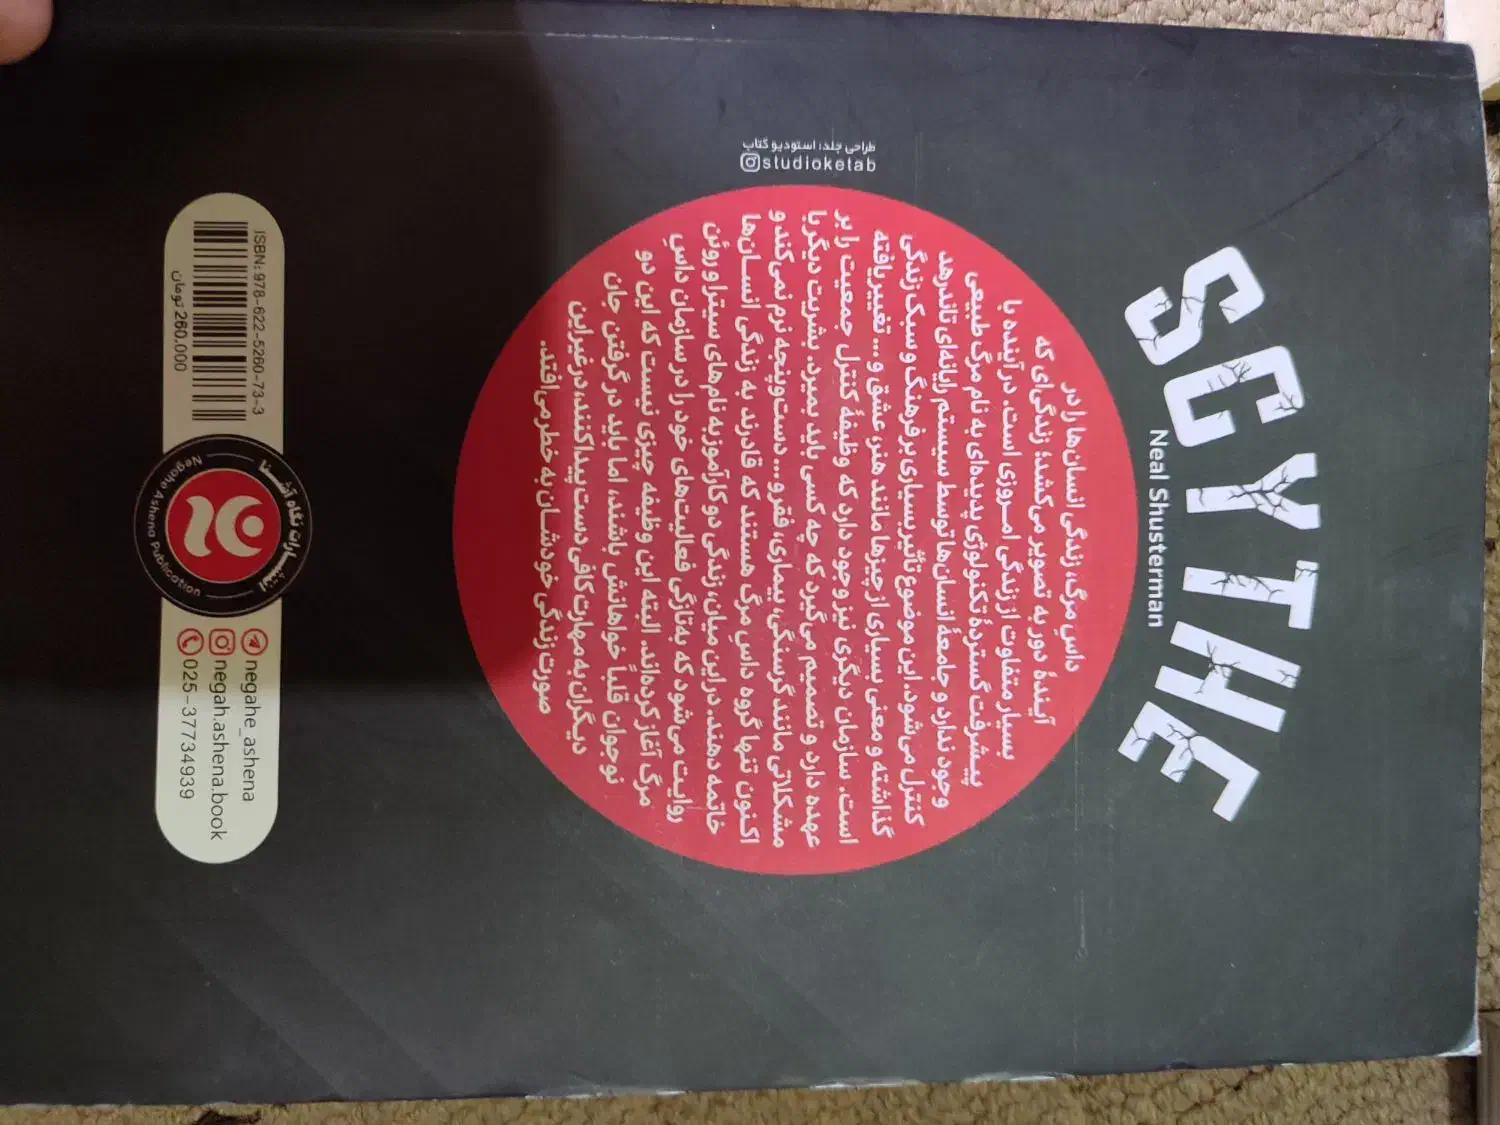 SCYTHE
Neal Shusterman
داسِ مرگ، زندگی انسان‌ها را در
آیندهٔ دور به تصویر می‌کشد؛ زندگی‌ای که
بسیار متفاوت از زندگی امـروزی است. در آینده با
پیشرفت گستردهٔ تکنولوژی پدیده‌ای به نام مرگ طبیعی
وجود ندارد و جامعهٔ انسان‌ها توسط سیستم رایانه‌ای تاندرهد
کنترل می‌شود. این موضوع تأثیر بسیاری بر فرهنگ و سبک زندگی
گذاشته و معنی بسیاری از چیزها مانند هنر، عشق و ... تغییر یافته
است. سازمان دیگری نیز وجود دارد که وظیفهٔ کنترل جمعیت را بر
عهده دارد و تصمیم می‌گیرد که چه کسی باید بمیرد. بشریت دیگر با
مشکلاتی مانند گرسنگی، بیماری، فقر و ... دست‌وپنجه نرم نمی‌کند و
اکنون تنها گروه داسِ مرگ هستند که قادرند به زندگی انسـان‌ها
خاتمه دهند. در این میان، زندگی دو کارآموز به نام‌های سیترا و روئن
روایت می‌شود که به‌تازگی فعالیت‌های خود را در سازمان داسِ
مرگ آغاز کرده‌اند. البته این وظیفه چیزی نیست که این دو
نوجوان قلباً خواهانش باشند، اما باید در گرفتن جان
دیگران به مهارت کافی دست پیدا کنند، در غیر این
صورت زندگی خودشـان به خطر می‌افتد.
طراحی جلد: استودیو کتاب
studioketab
ISBN: 978-622-5260-73-3
260.000 تومان
انتشارات نگاه آشنا
Negahe Ashena Publication
negahe_ashena
negah.ashena.book
025-37734939